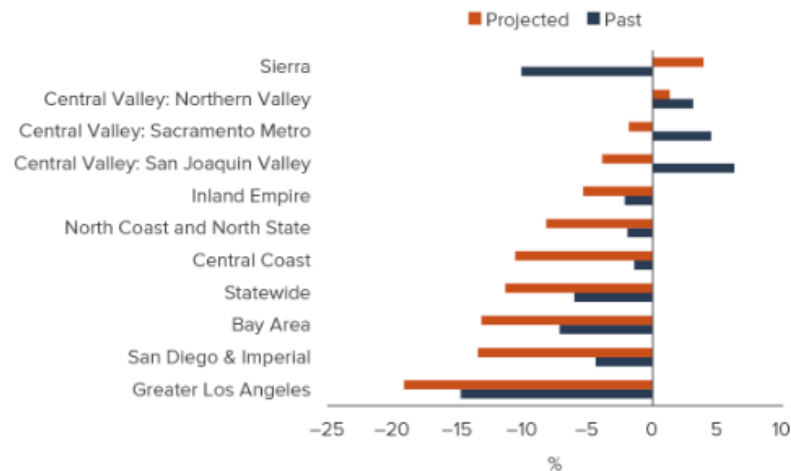 Projected Past
Sierra
Central Valley: Northern Valley
Central Valley: Sacramento Metro
Central Valley: San Joaquin Valley
Inland Empire
North Coast and North State
Central Coast
Statewide
Bay Area
San Diego & Imperial
Greater Los Angeles
–25 –20 –15 –10 –5 0 5 10
%